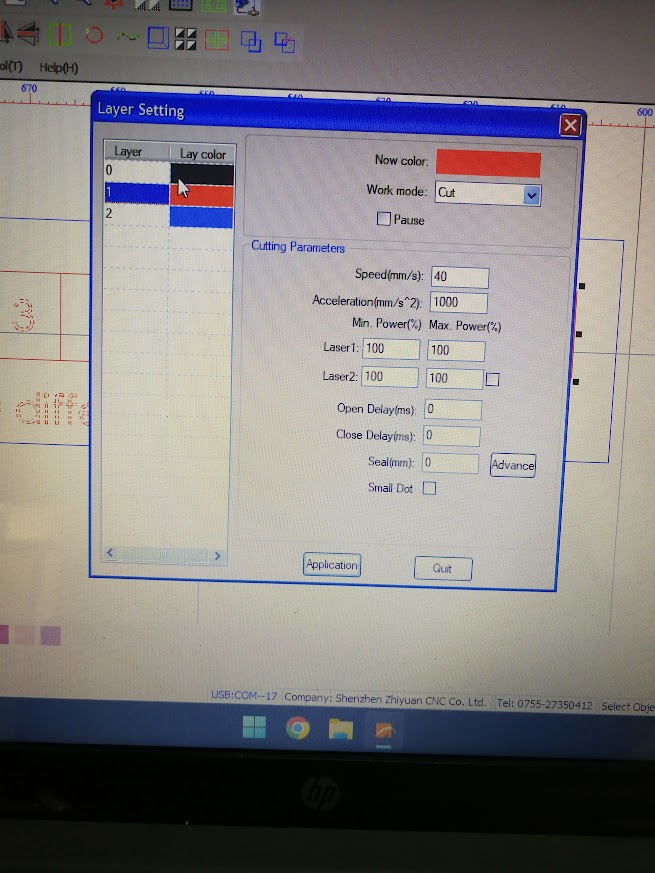 ol(T) Help(H)
670 660 650 640 630 620 610 600
Layer Setting
Layer Lay color
0
1
2
Now color:
Work mode: Cut
Pause
Cutting Parameters
Speed(mm/s): 40
Acceleration(mm/s^2): 1000
Min. Power(%) Max. Power(%)
Laser1: 100 100
Laser2: 100 100
Open Delay(ms): 0
Close Delay(ms): 0
Seal(mm): 0 Advance
Small Dot
Application Quit
3
USB:COM--17 Company: Shenzhen Zhiyuan CNC Co. Ltd. Tel: 0755-27350412 Select Obje
hp